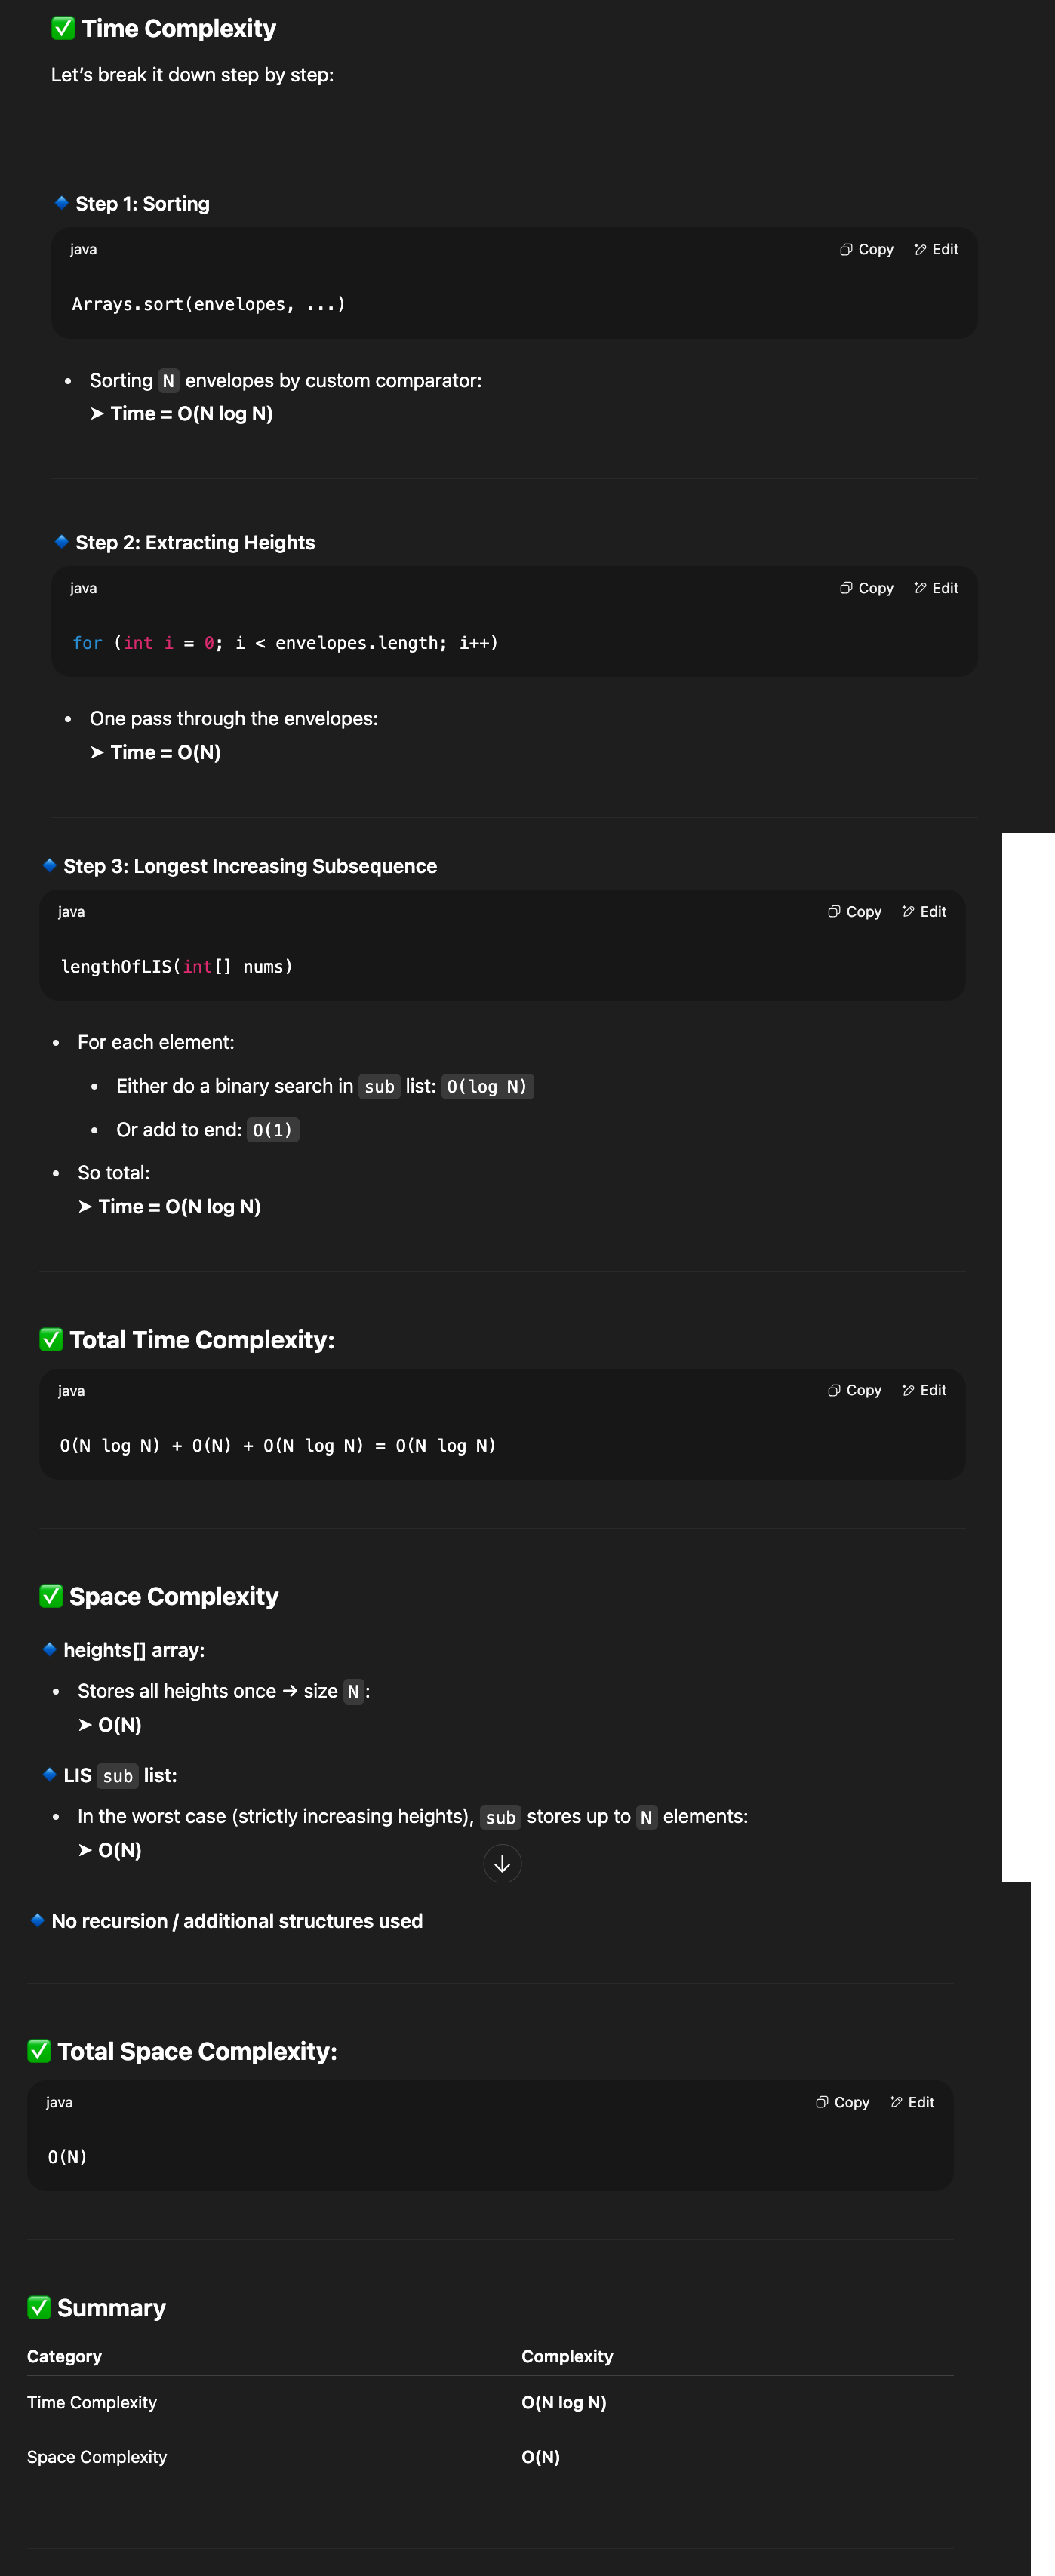 ✅ Time Complexity
Let’s break it down step by step:
🔹 Step 1: Sorting
java Copy Edit
Arrays.sort(envelopes, ...)
• Sorting N envelopes by custom comparator:
➤ Time = O(N log N)
🔹 Step 2: Extracting Heights
java Copy Edit
for (int i = 0; i < envelopes.length; i++)
• One pass through the envelopes:
➤ Time = O(N)
🔹 Step 3: Longest Increasing Subsequence
java Copy Edit
lengthOfLIS(int[] nums)
• For each element:
• Either do a binary search in sub list: O(log N)
• Or add to end: O(1)
• So total:
➤ Time = O(N log N)
✅ Total Time Complexity:
java Copy Edit
O(N log N) + O(N) + O(N log N) = O(N log N)
✅ Space Complexity
🔹 heights[] array:
• Stores all heights once → size N:
➤ O(N)
🔹 LIS sub list:
• In the worst case (strictly increasing heights), sub stores up to N elements:
➤ O(N)
🔹 No recursion / additional structures used
✅ Total Space Complexity:
java Copy Edit
O(N)
✅ Summary
Category Complexity
Time Complexity O(N log N)
Space Complexity O(N)